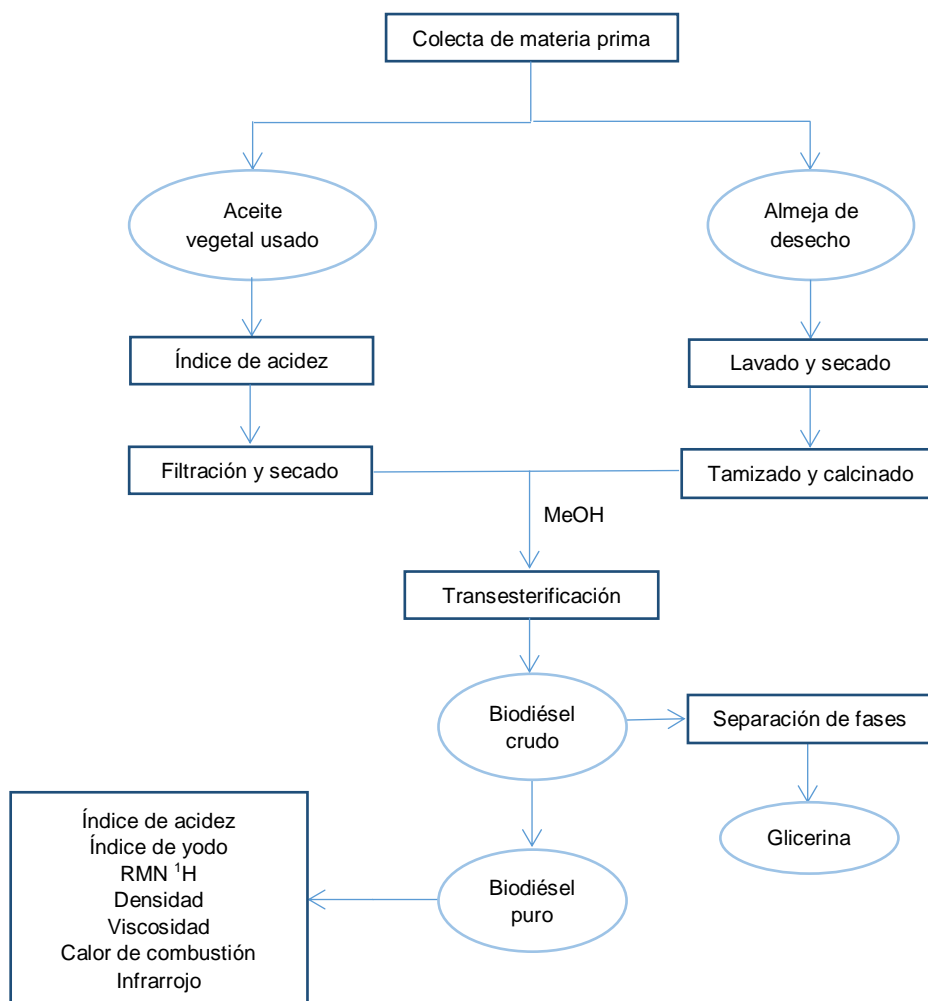 Colecta de materia prima
Aceite
vegetal usado
Almeja de
desecho
Índice de acidez
Lavado y secado
Filtración y secado
Tamizado y calcinado
MeOH
Transesterificación
Biodiésel
crudo
Separación de fases
Glicerina
Biodiésel
puro
Índice de acidez
Índice de yodo
RMN ¹H
Densidad
Viscosidad
Calor de combustión
Infrarrojo